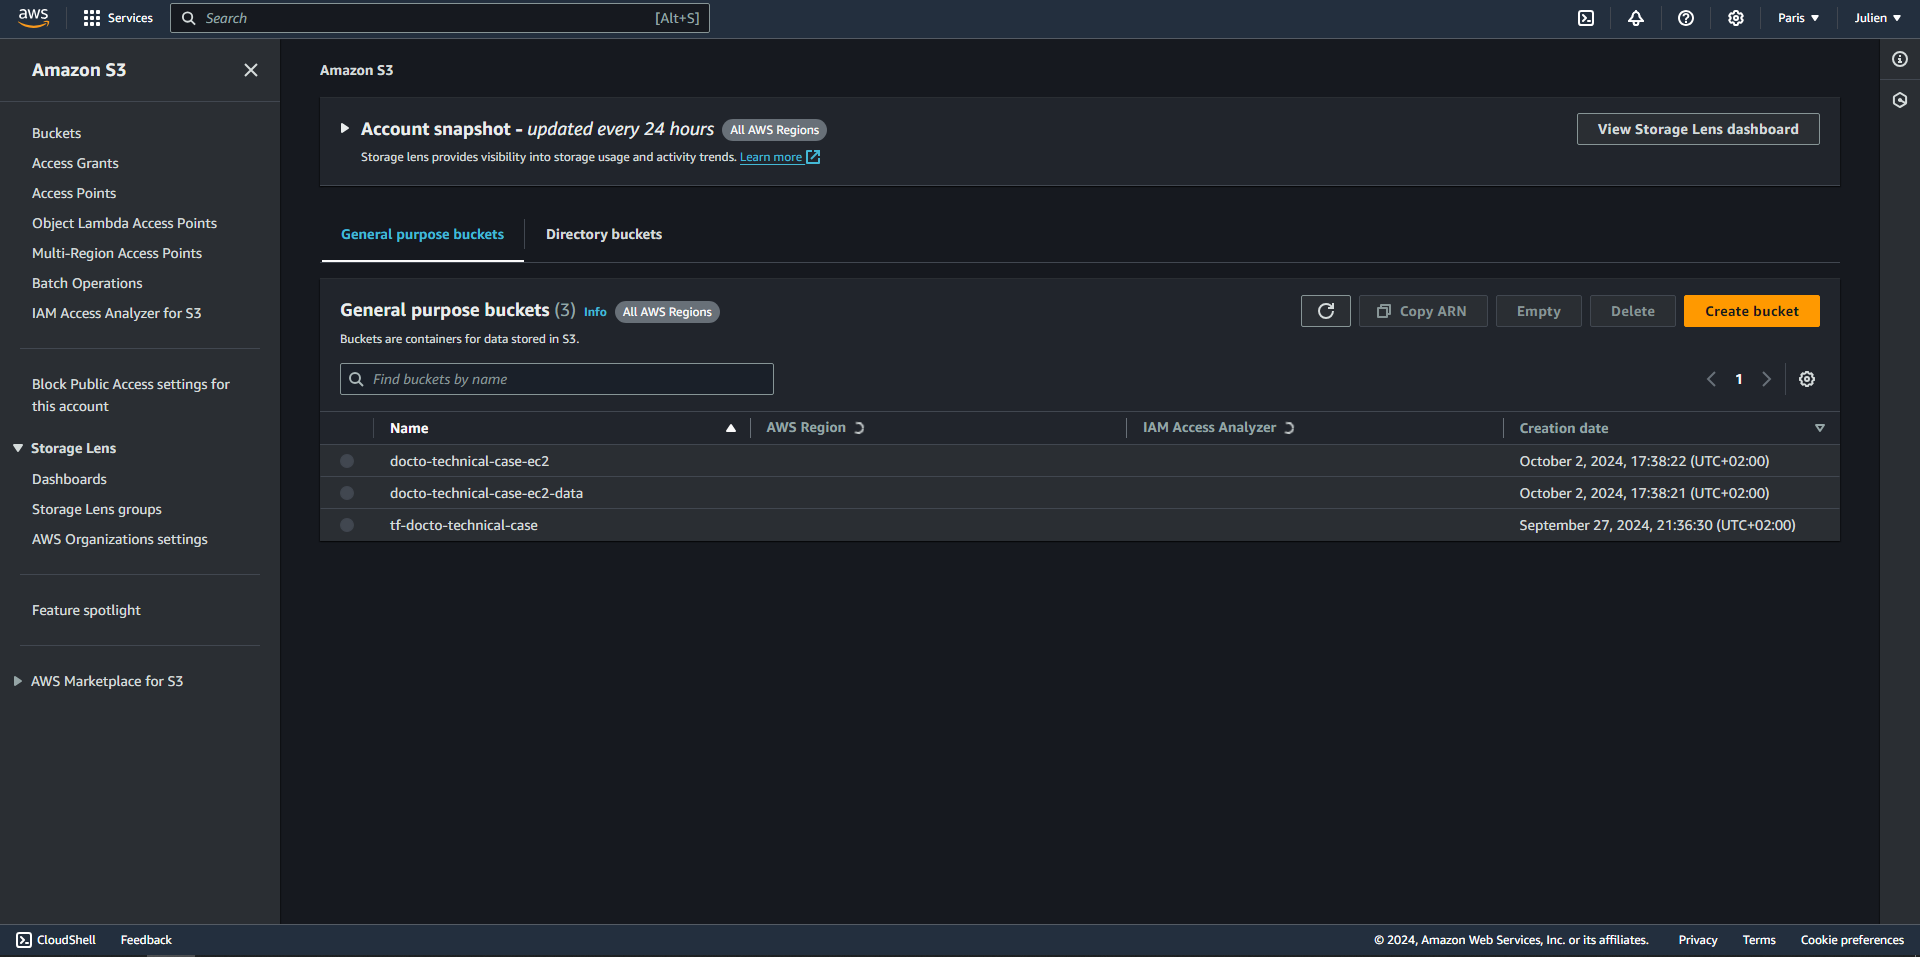 aws
Services
Search
[Alt+S]
Paris
Julien
Amazon S3
Buckets
Access Grants
Access Points
Object Lambda Access Points
Multi-Region Access Points
Batch Operations
IAM Access Analyzer for S3
Block Public Access settings for
this account
Storage Lens
Dashboards
Storage Lens groups
AWS Organizations settings
Feature spotlight
AWS Marketplace for S3
Amazon S3
Account snapshot - updated every 24 hours All AWS Regions
View Storage Lens dashboard
Storage lens provides visibility into storage usage and activity trends. Learn more
General purpose buckets
Directory buckets
General purpose buckets (3) Info All AWS Regions
Copy ARN
Empty
Delete
Create bucket
Buckets are containers for data stored in S3.
Find buckets by name
1
Name
AWS Region
IAM Access Analyzer
Creation date
docto-technical-case-ec2
October 2, 2024, 17:38:22 (UTC+02:00)
docto-technical-case-ec2-data
October 2, 2024, 17:38:21 (UTC+02:00)
tf-docto-technical-case
September 27, 2024, 21:36:30 (UTC+02:00)
CloudShell
Feedback
© 2024, Amazon Web Services, Inc. or its affiliates.
Privacy
Terms
Cookie preferences